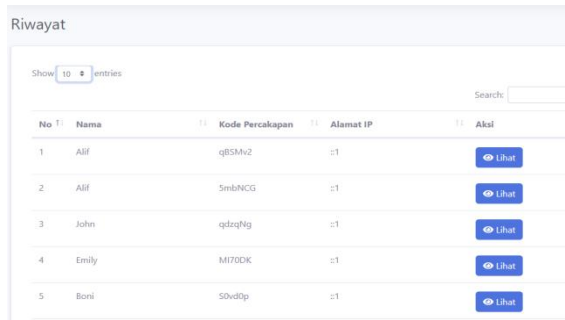 Riwayat
Show 10 entries
Search:
No Nama Kode Percakapan Alamat IP Aksi
1 Alif qBSMv2 ::1 Lihat
2 Alif 5mbNCG ::1 Lihat
3 John qdzqNg ::1 Lihat
4 Emily MI70DK ::1 Lihat
5 Boni S0vd0p ::1 Lihat